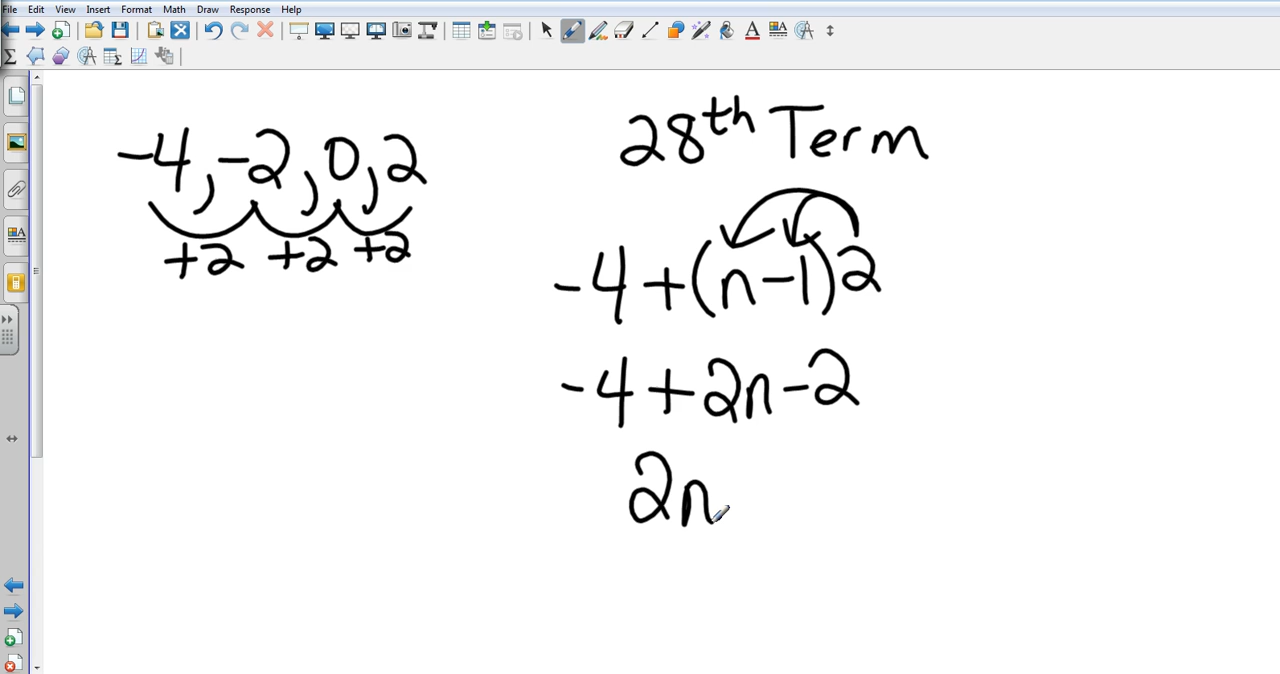 File Edit View Insert Format Math Draw Response Help
-4, -2, 0, 2
+2 +2 +2
28th Term
-4+(n-1)2
-4+2n-2
2n